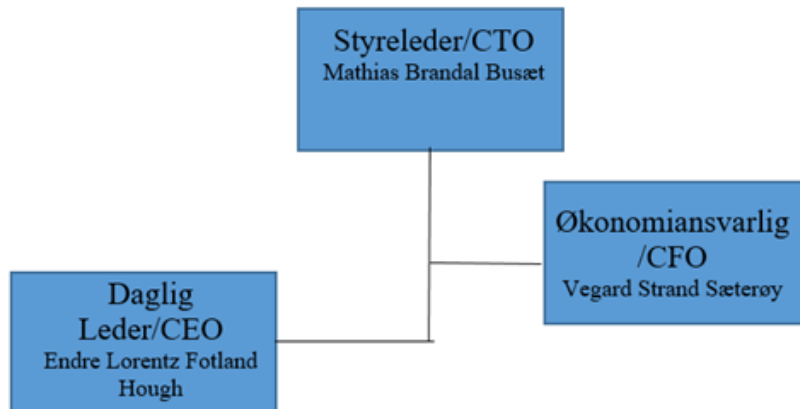 Styreleder/CTO
Mathias Brandal Busæt
Økonomiansvarlig
/CFO
Vegard Strand Sæterøy
Daglig
Leder/CEO
Endre Lorentz Fotland
Hough